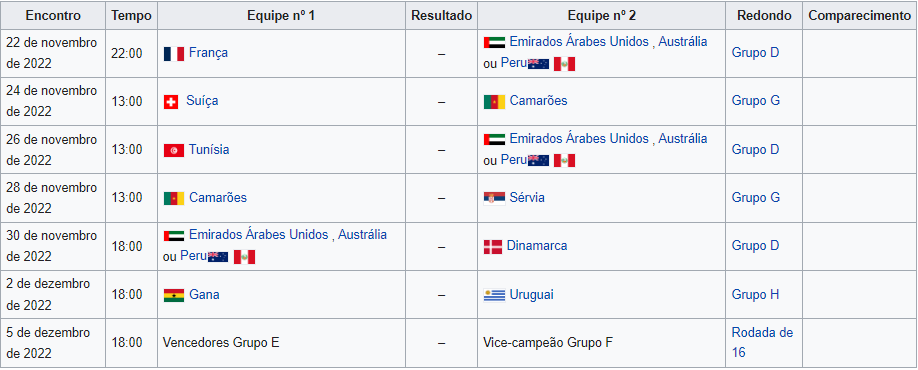 Encontro Tempo Equipe nº 1 Resultado Equipe nº 2 Redondo Comparecimento
22 de novembro de 2022 22:00 França – Emirados Árabes Unidos , Austrália ou Peru Grupo D
24 de novembro de 2022 13:00 Suíça – Camarões Grupo G
26 de novembro de 2022 13:00 Tunísia – Emirados Árabes Unidos , Austrália ou Peru Grupo D
28 de novembro de 2022 13:00 Camarões – Sérvia Grupo G
30 de novembro de 2022 18:00 Emirados Árabes Unidos , Austrália ou Peru – Dinamarca Grupo D
2 de dezembro de 2022 18:00 Gana – Uruguai Grupo H
5 de dezembro de 2022 18:00 Vencedores Grupo E – Vice-campeão Grupo F Rodada de 16